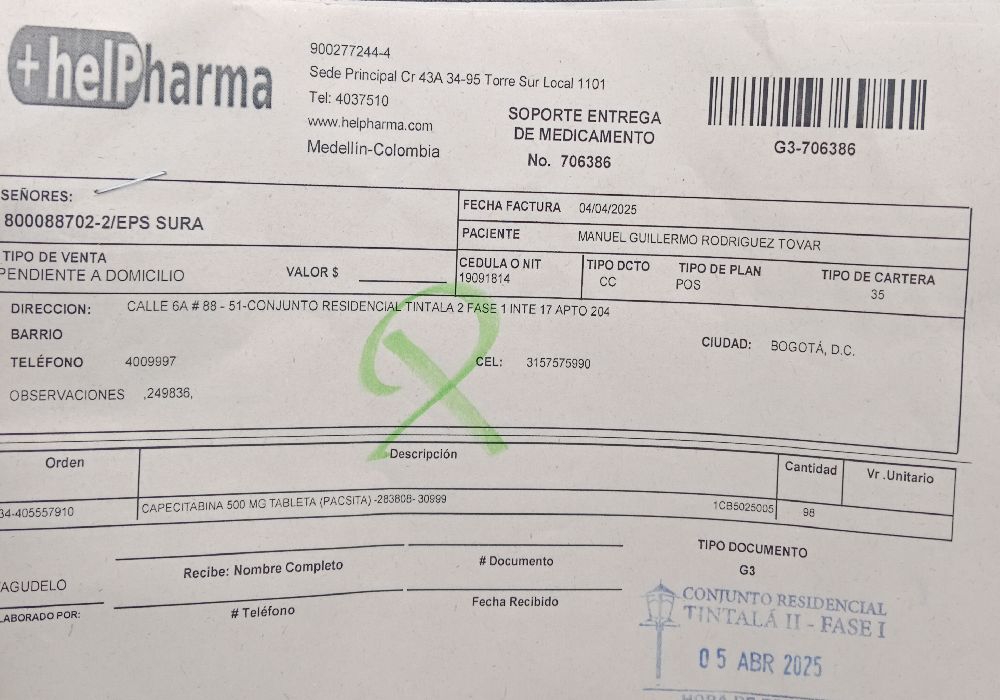 +helPharma
900277244-4
Sede Principal Cr 43A 34-95 Torre Sur Local 1101
Tel: 4037510
www.helpharma.com
Medellín-Colombia
SOPORTE ENTREGA
DE MEDICAMENTO
No. 706386
G3-706386
SEÑORES:
800088702-2/EPS SURA
FECHA FACTURA 04/04/2025
PACIENTE MANUEL GUILLERMO RODRIGUEZ TOVAR
TIPO DE VENTA
PENDIENTE A DOMICILIO VALOR $
CEDULA O NIT
19091814
TIPO DCTO
CC
TIPO DE PLAN
POS
TIPO DE CARTERA
35
DIRECCION: CALLE 6A # 88 - 51-CONJUNTO RESIDENCIAL TINTALA 2 FASE 1 INTE 17 APTO 204
BARRIO
CIUDAD: BOGOTÁ, D.C.
TELÉFONO 4009997 CEL: 3157575990
OBSERVACIONES ,249836,
Orden Descripción Cantidad Vr .Unitario
34-405557910 CAPECITABINA 500 MG TABLETA (PACSITA) -283808- 30999 1CB5025005 98
Recibe: Nombre Completo # Documento
TIPO DOCUMENTO
G3
AGUDELO
LABORADO POR: # Teléfono Fecha Recibido
CONJUNTO RESIDENCIAL
TINTALÁ II - FASE I
05 ABR 2025